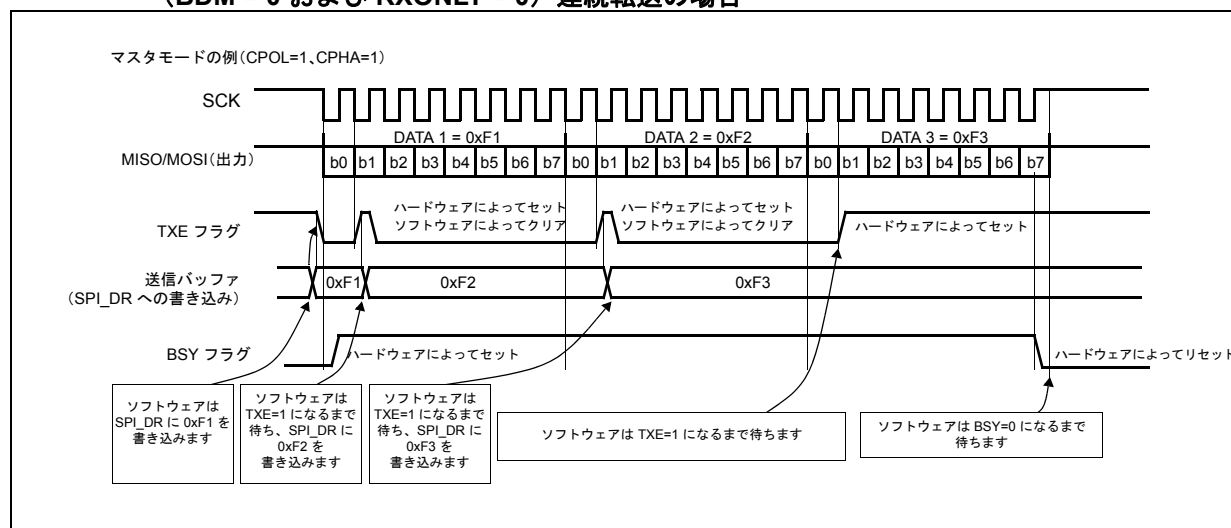 （BDM = 0 および RXONLY = 0）連続転送の場合
マスタモードの例（CPOL=1、CPHA=1）
SCK
DATA 1 = 0xF1
DATA 2 = 0xF2
DATA 3 = 0xF3
MISO/MOSI（出力）
b0 b1 b2 b3 b4 b5 b6 b7 b0 b1 b2 b3 b4 b5 b6 b7 b0 b1 b2 b3 b4 b5 b6 b7
TXE フラグ
ハードウェアによってセット
ソフトウェアによってクリア
ハードウェアによってセット
ソフトウェアによってクリア
ハードウェアによってセット
送信バッファ
（SPI_DR への書き込み）
0xF1
0xF2
0xF3
BSY フラグ
ハードウェアによってセット
ハードウェアによってリセット
ソフトウェアは
SPI_DR に 0xF1 を
書き込みます
ソフトウェアは
TXE=1 になるまで
待ち、SPI_DR に
0xF2 を
書き込みます
ソフトウェアは
TXE=1 になるまで
待ち、SPI_DR に
0xF3 を
書き込みます
ソフトウェアは TXE=1 になるまで待ちます
ソフトウェアは BSY=0 になるまで
待ちます